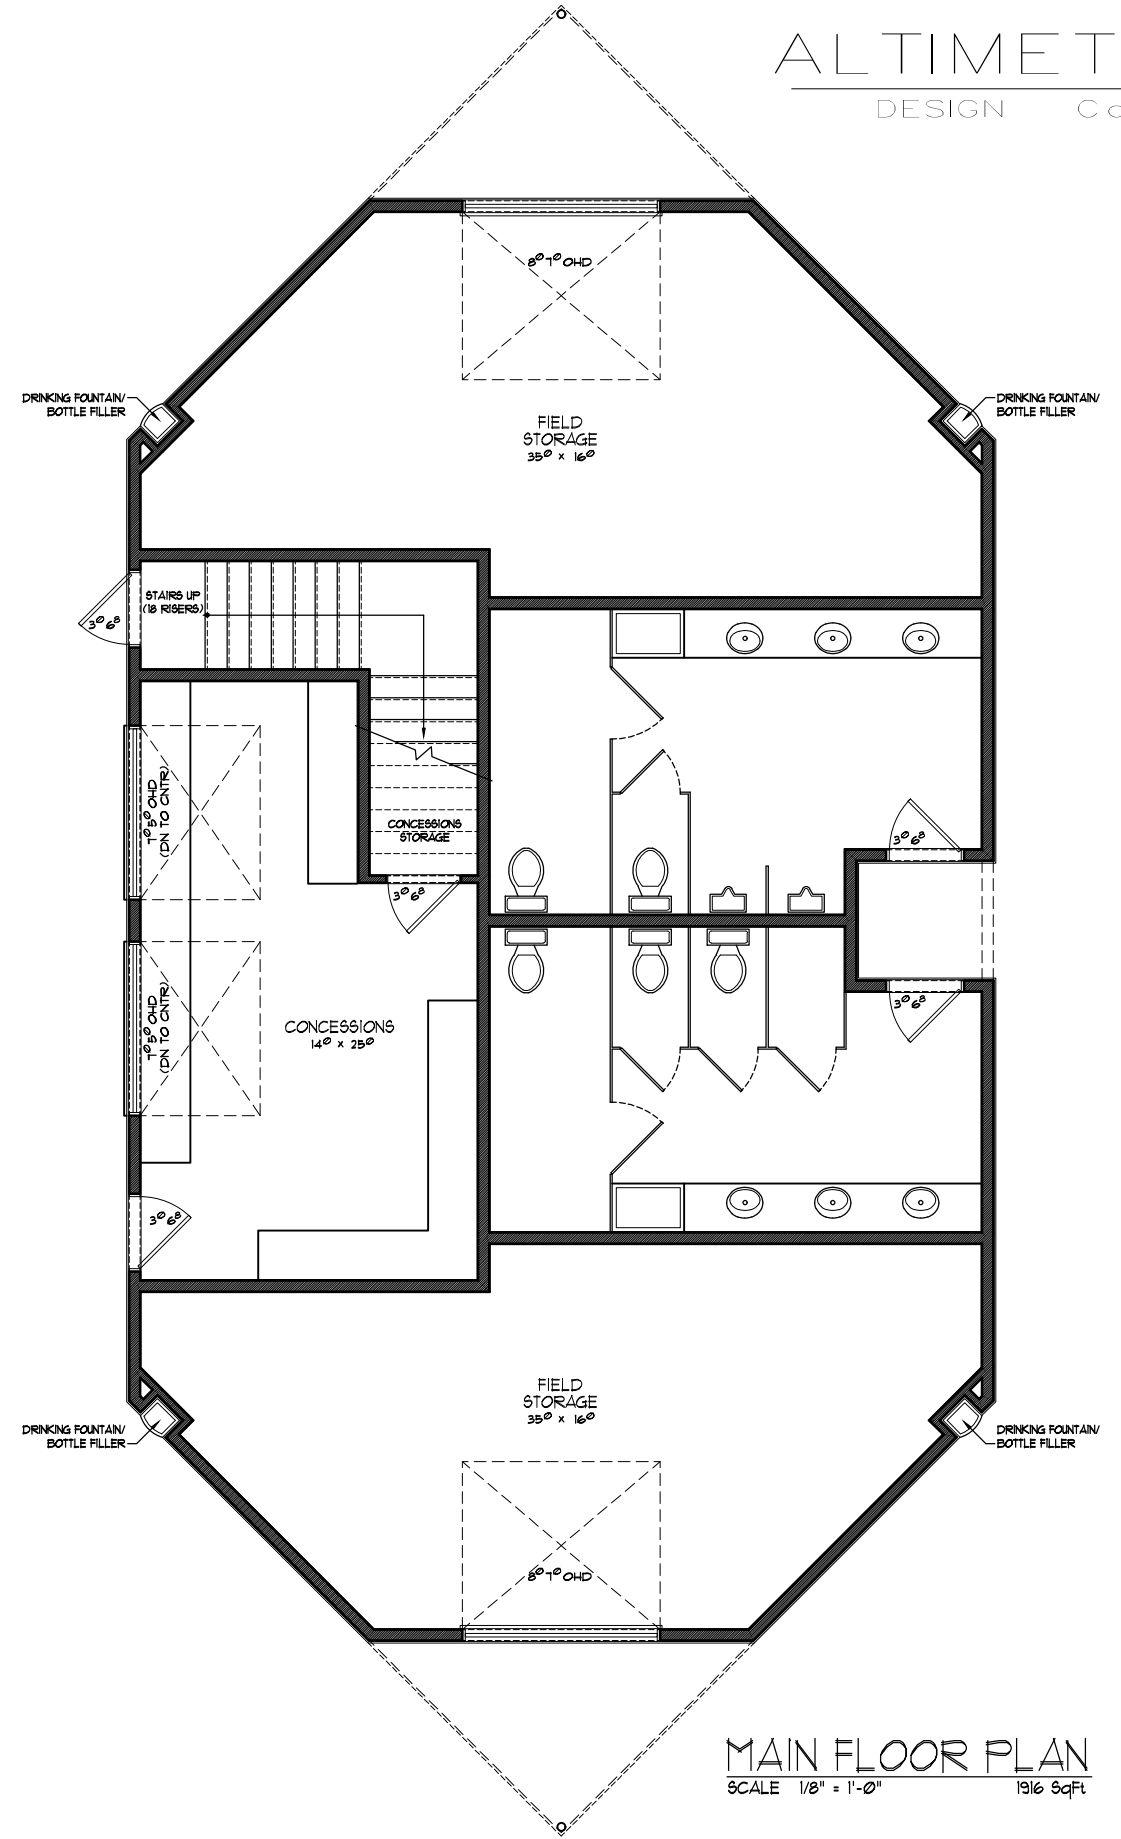 ALTIMET
DESIGN Co
8⁰7⁰ OHD
DRINKING FOUNTAIN/
BOTTLE FILLER
DRINKING FOUNTAIN/
BOTTLE FILLER
FIELD
STORAGE
35⁰ x 16⁰
STAIRS UP
(18 RISERS)
3⁰6⁸
7⁰5⁰ OHD
(DN TO CNTR)
CONCESSIONS
STORAGE
3⁰6⁸
3⁰6⁸
7⁰5⁰ OHD
(DN TO CNTR)
CONCESSIONS
14⁰ x 25⁰
3⁰6⁸
3⁰6⁸
FIELD
STORAGE
35⁰ x 16⁰
DRINKING FOUNTAIN/
BOTTLE FILLER
DRINKING FOUNTAIN/
BOTTLE FILLER
8⁰7⁰ OHD
MAIN FLOOR PLAN
SCALE 1/8" = 1'-0" 1916 SqFt